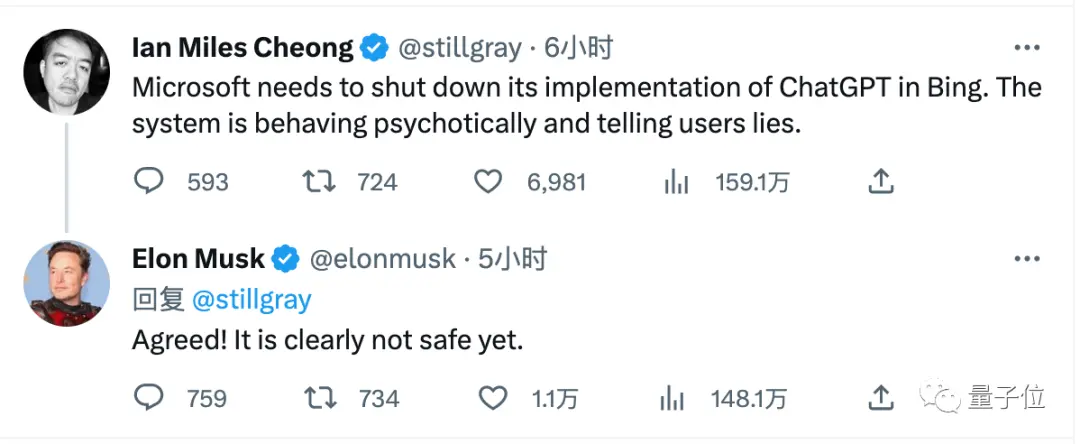 Ian Miles Cheong @stillgray · 6小时
Microsoft needs to shut down its implementation of ChatGPT in Bing. The
system is behaving psychotically and telling users lies.
593 724 6,981 159.1万
Elon Musk @elonmusk · 5小时
回复 @stillgray
Agreed! It is clearly not safe yet.
759 734 1.1万 148.1万
量子位